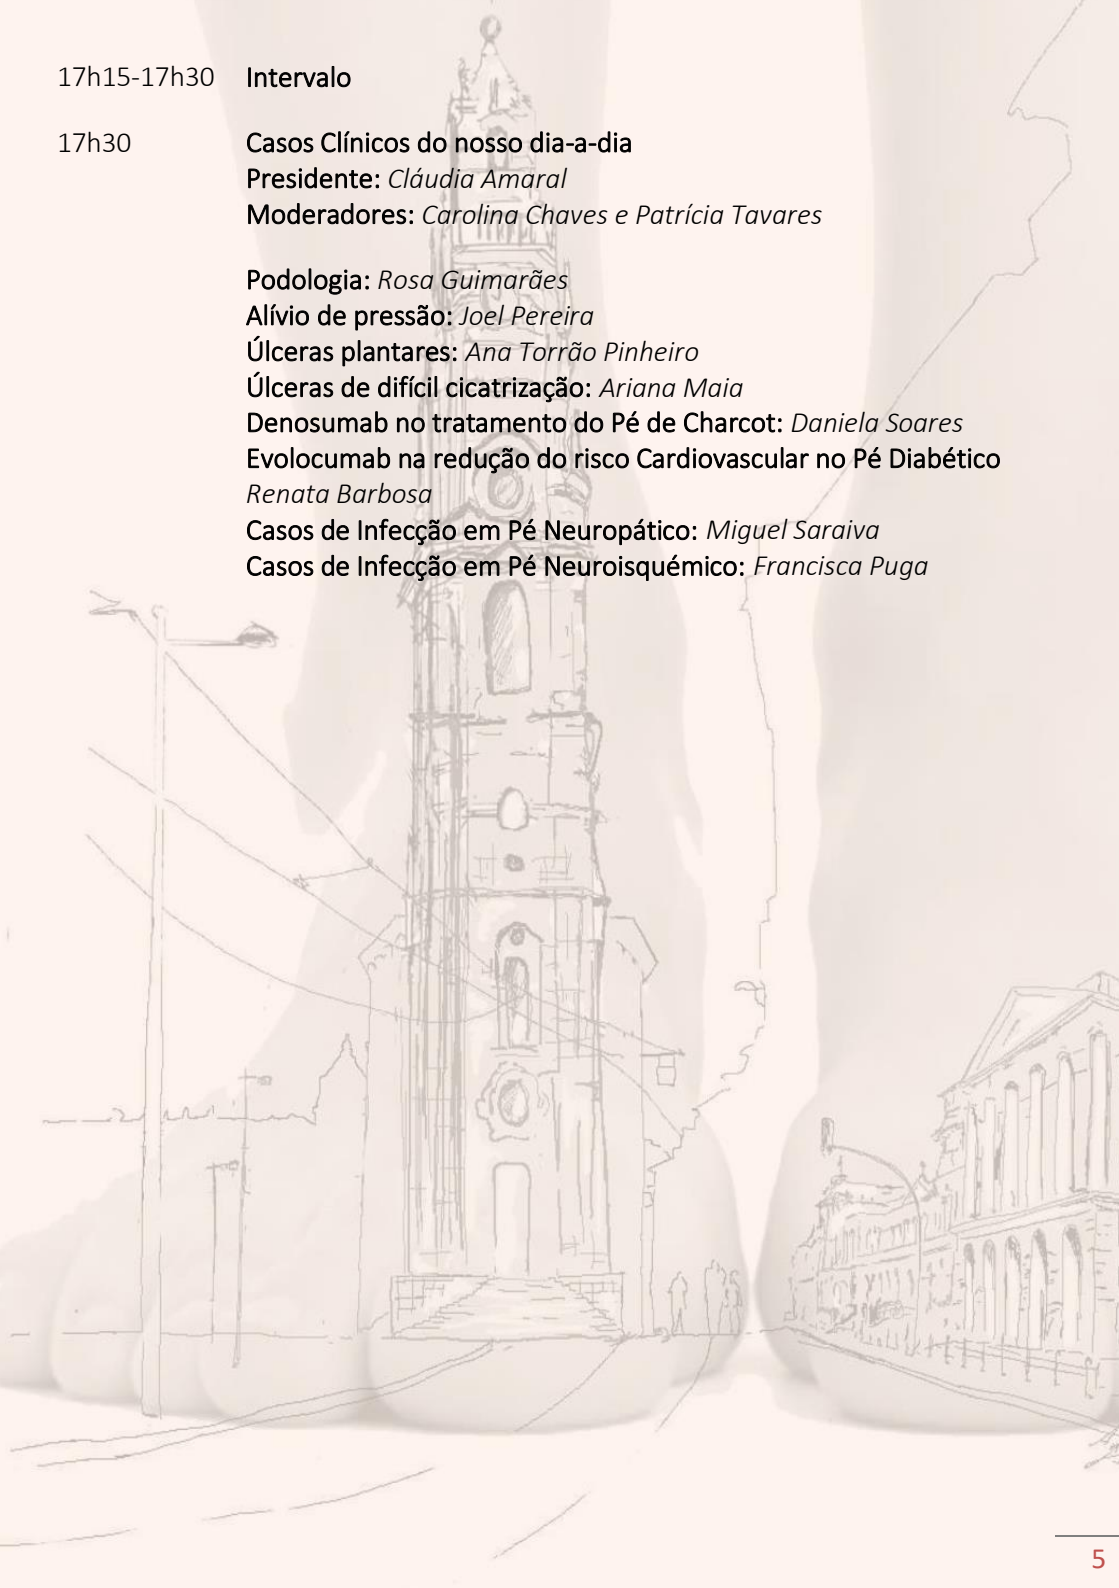 17h15-17h30 Intervalo
17h30 Casos Clínicos do nosso dia-a-dia
Presidente: Cláudia Amaral
Moderadores: Carolina Chaves e Patrícia Tavares
Podologia: Rosa Guimarães
Alívio de pressão: Joel Pereira
Úlceras plantares: Ana Torrão Pinheiro
Úlceras de difícil cicatrização: Ariana Maia
Denosumab no tratamento do Pé de Charcot: Daniela Soares
Evolocumab na redução do risco Cardiovascular no Pé Diabético
Renata Barbosa
Casos de Infecção em Pé Neuropático: Miguel Saraiva
Casos de Infecção em Pé Neuroisquémico: Francisca Puga
5